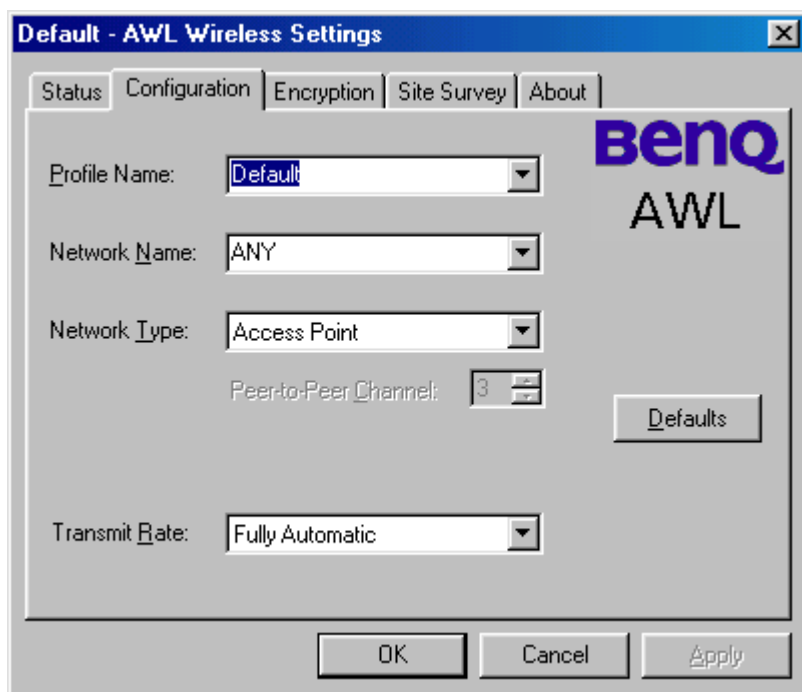 Default - AWL Wireless Settings
Status Configuration Encryption Site Survey About
BenQ
AWL
Profile Name: Default
Network Name: ANY
Network Type: Access Point
Peer-to-Peer Channel: 3
Defaults
Transmit Rate: Fully Automatic
OK Cancel Apply